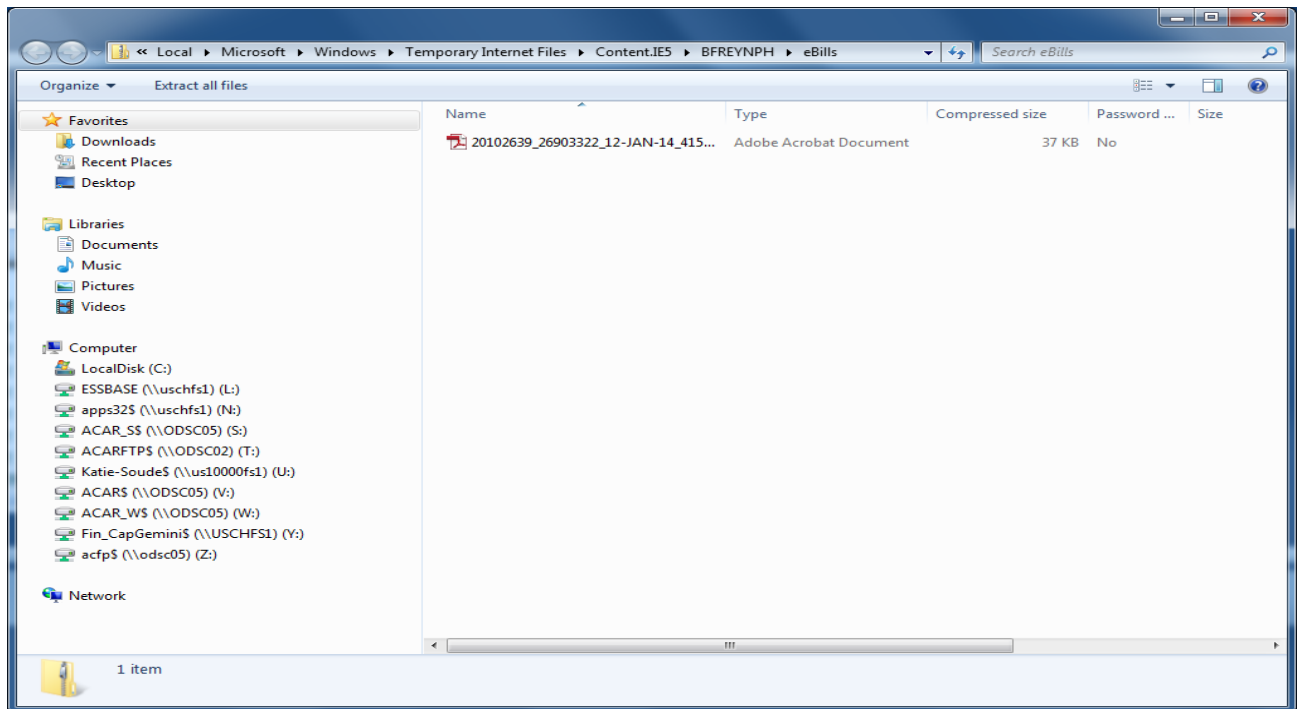 « Local ▸ Microsoft ▸ Windows ▸ Temporary Internet Files ▸ Content.IE5 ▸ BFREYNPH ▸ eBills
Search eBills
Organize Extract all files
Name Type Compressed size Password ... Size
20102639_26903322_12-JAN-14_415... Adobe Acrobat Document 37 KB No
Favorites
Downloads
Recent Places
Desktop
Libraries
Documents
Music
Pictures
Videos
Computer
LocalDisk (C:)
ESSBASE (\\uschfs1) (L:)
apps32$ (\\uschfs1) (N:)
ACAR_S$ (\\ODSC05) (S:)
ACARFTP$ (\\ODSC02) (T:)
Katie-Soude$ (\\us10000fs1) (U:)
ACAR$ (\\ODSC05) (V:)
ACAR_W$ (\\ODSC05) (W:)
Fin_CapGemini$ (\\USCHFS1) (Y:)
acfp$ (\\odsc05) (Z:)
Network
1 item